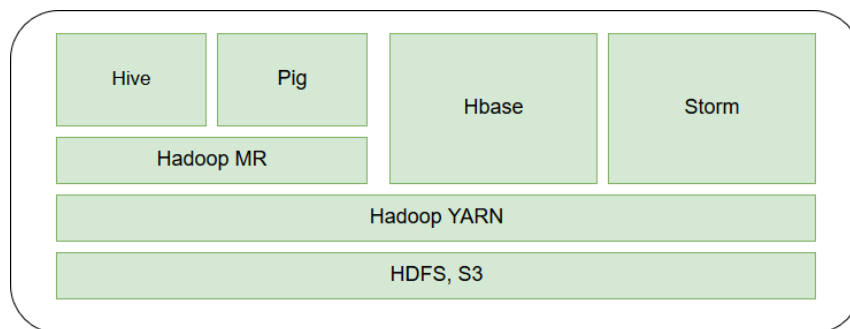 Hive
Pig
Hbase
Storm
Hadoop MR
Hadoop YARN
HDFS, S3